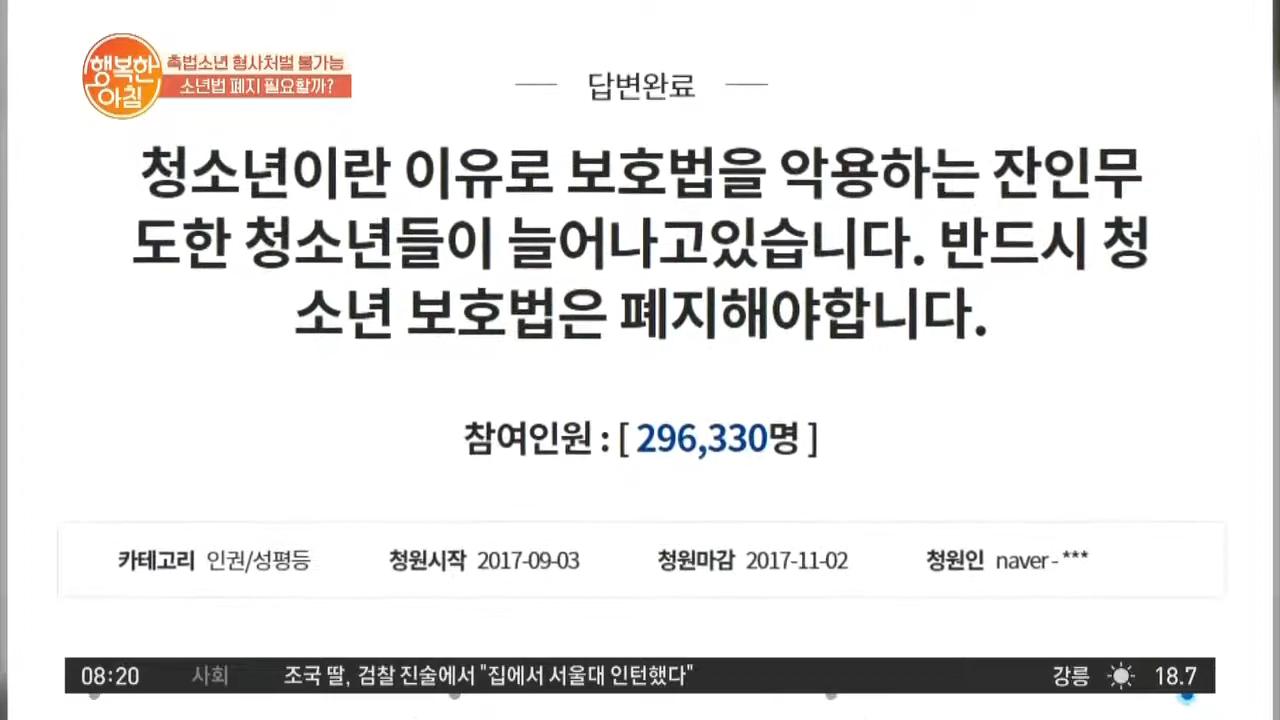 행복한
아침
촉법소년 형사처벌 불가능
소년법 폐지 필요할까?
답변완료
청소년이란 이유로 보호법을 악용하는 잔인무
도한 청소년들이 늘어나고있습니다. 반드시 청
소년 보호법은 폐지해야합니다.
참여인원 : [ 296,330명 ]
카테고리 인권/성평등 청원시작 2017-09-03 청원마감 2017-11-02 청원인 naver - ***
08:20 사회 조국 딸, 검찰 진술에서 "집에서 서울대 인턴했다" 강릉 18.7